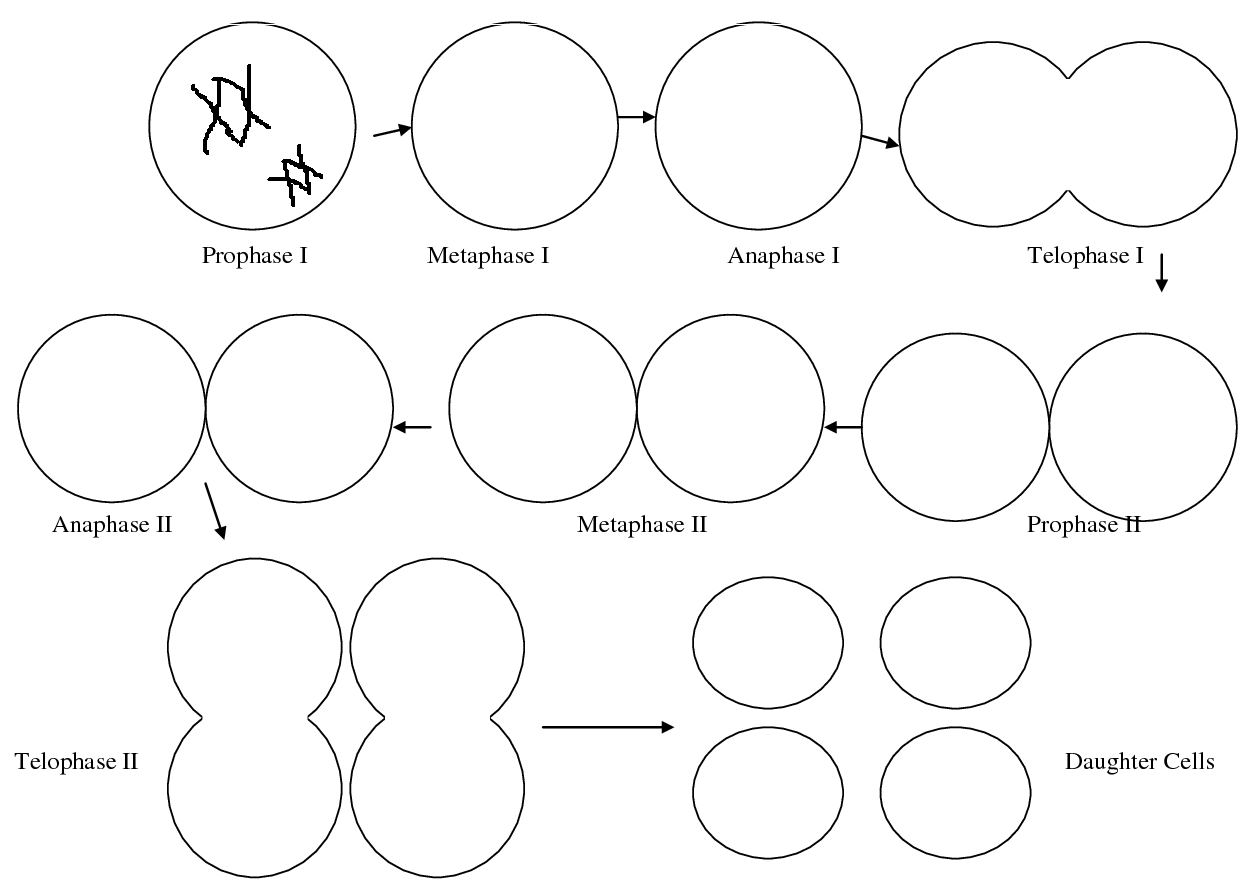 Prophase I
Metaphase I
Anaphase I
Telophase I
Anaphase II
Metaphase II
Prophase II
Telophase II
Daughter Cells